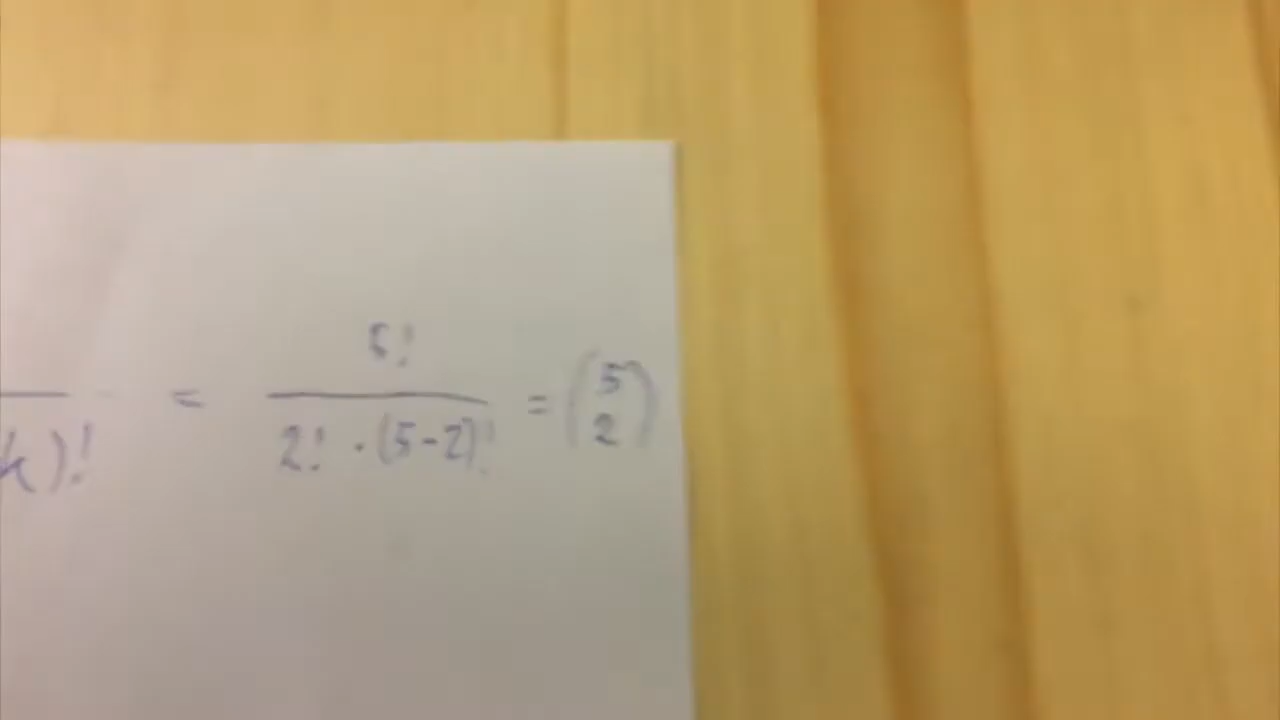 k)! = 5! / 2! · (5-2)! = (5 2)